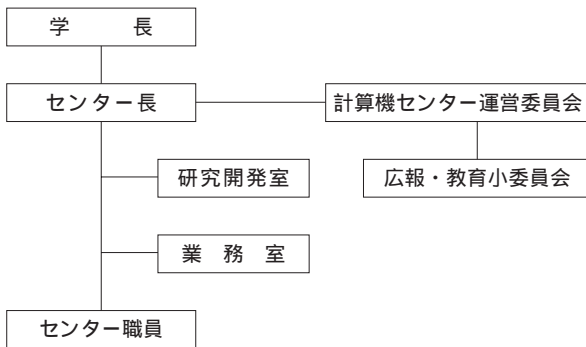 学 長
センター長
計算機センター運営委員会
研究開発室
広報・教育小委員会
業 務 室
センター職員